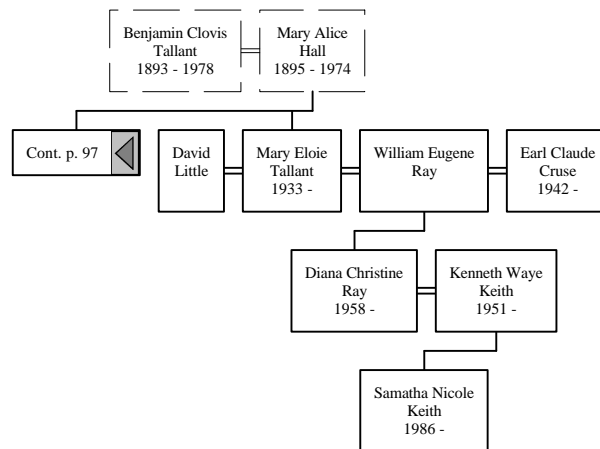 Benjamin Clovis
Tallant
1893 - 1978
Mary Alice
Hall
1895 - 1974
Cont. p. 97
David
Little
Mary Eloie
Tallant
1933 -
William Eugene
Ray
Earl Claude
Cruse
1942 -
Diana Christine
Ray
1958 -
Kenneth Waye
Keith
1951 -
Samatha Nicole
Keith
1986 -